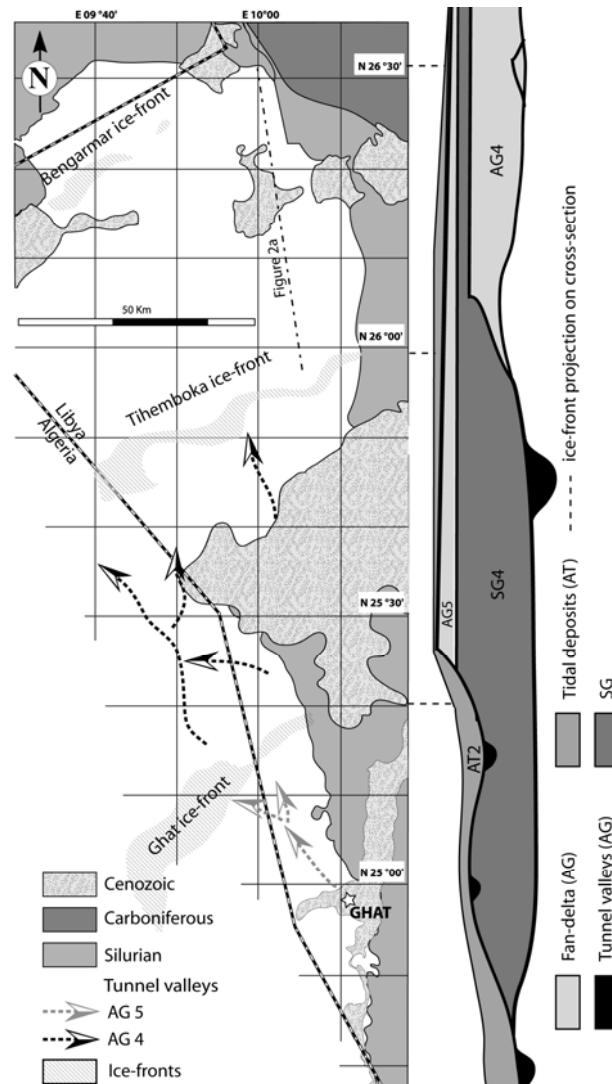 E 09 °40'
E 10°00
N
N 26 °30'
Bengarmar ice-front
Figure 2a
50 Km
N 26 °00'
Tihemboka ice-front
Libya
Algeria
N 25 °30'
Ghat ice-front
N 25 °00'
GHAT
Cenozoic
Carboniferous
Silurian
Tunnel valleys
AG 5
AG 4
Ice-fronts
AG4
AG5
SG4
AT2
ice-front projection on cross-section
Tidal deposits (AT)
SG
Fan-delta (AG)
Tunnel valleys (AG)